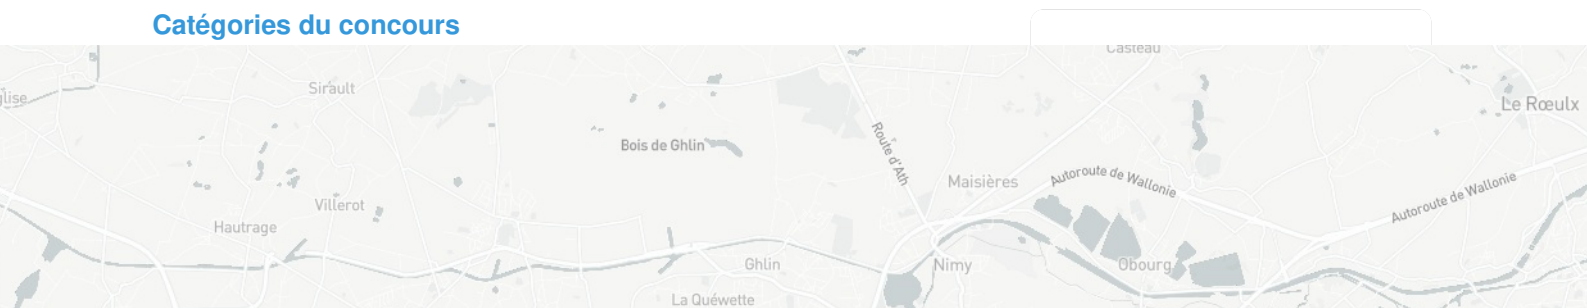 Catégories du concours
Casteau
Sirault
Le Rœulx
Bois de Ghlin
Route d'Ath
Maisières
Autoroute de Wallonie
Autoroute de Wallonie
Villerot
Hautrage
Ghlin
Nimy
Obourg
La Quéwette